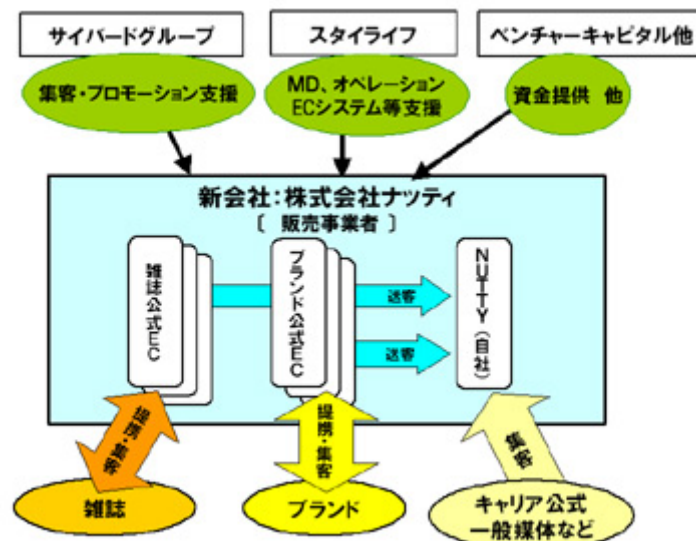 サイバードグループ
スタイライフ
ベンチャーキャピタル他
集客・プロモーション支援
MD、オペレーション
ECシステム等支援
資金提供 他
新会社：株式会社ナッティ
〔 販売事業者 〕
雑誌公式EC
ブランド公式EC
NUTTY（自社）
送客
送客
提携・集客
提携・集客
集客
雑誌
ブランド
キャリア公式
一般媒体など